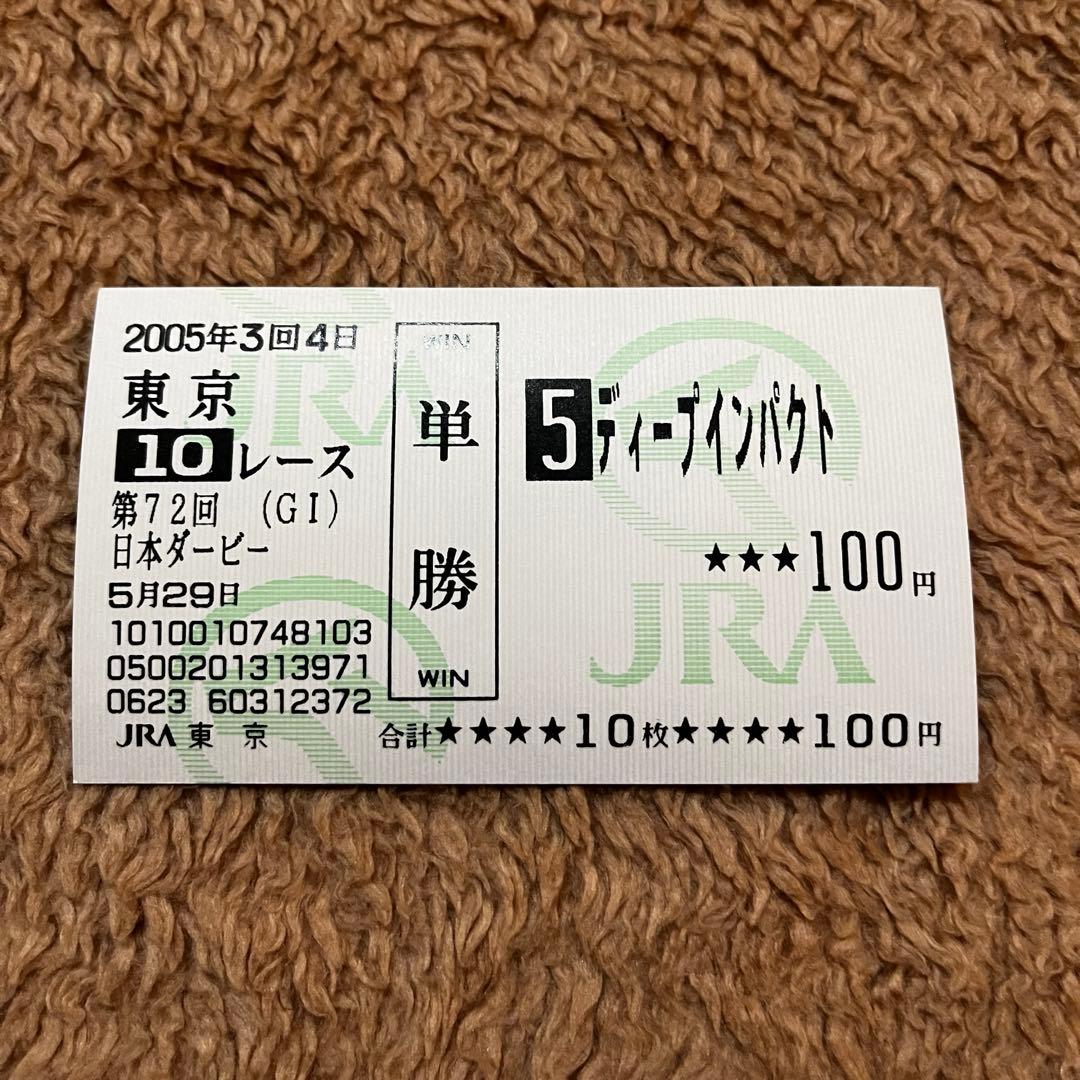 2005年3回4日
東京
10レース
第72回 (GI)
日本ダービー
5月29日
1010010748103
0500201313971
0623 60312372
JRA 東京
WIN
単勝
WIN
5 ディープインパクト
★★★100円
合計★★★★10枚★★★★100円
JRA
JRA